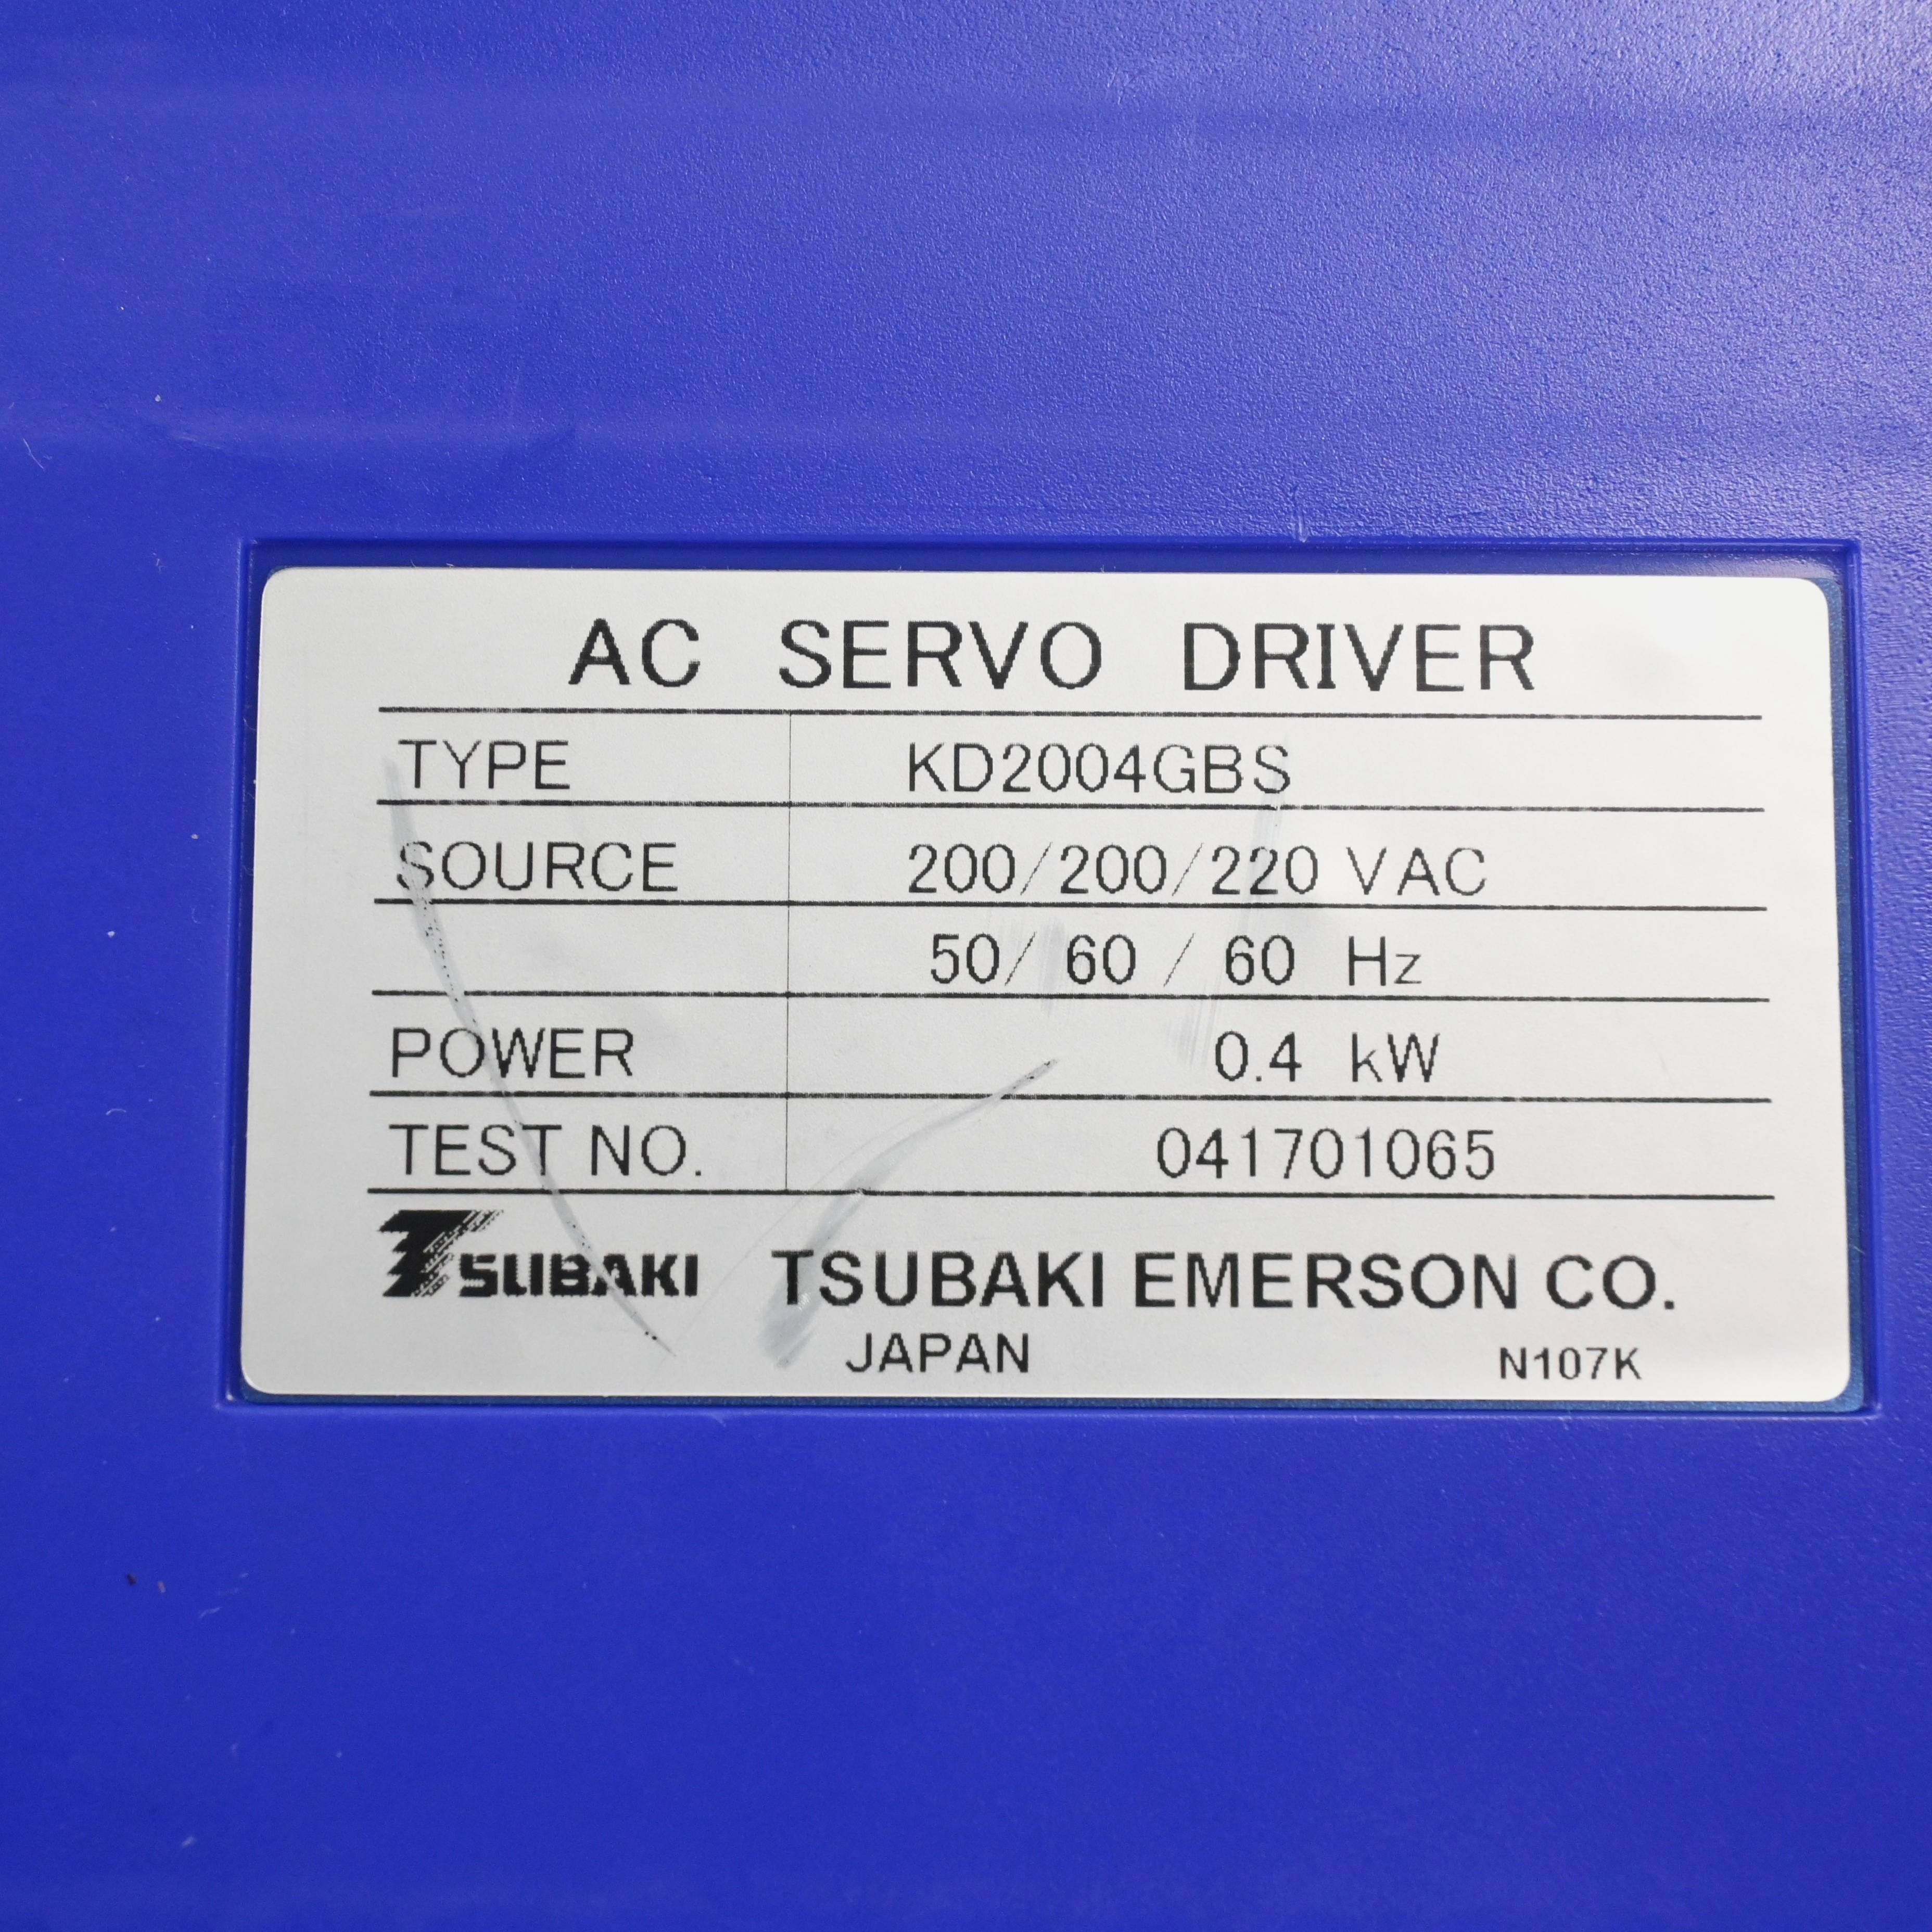 AC SERVO DRIVER
TYPE KD2004GBS
SOURCE 200/200/220 VAC
50/ 60 / 60 Hz
POWER 0.4 kW
TEST NO. 041701065
TSUBAKI TSUBAKI EMERSON CO.
JAPAN N107K